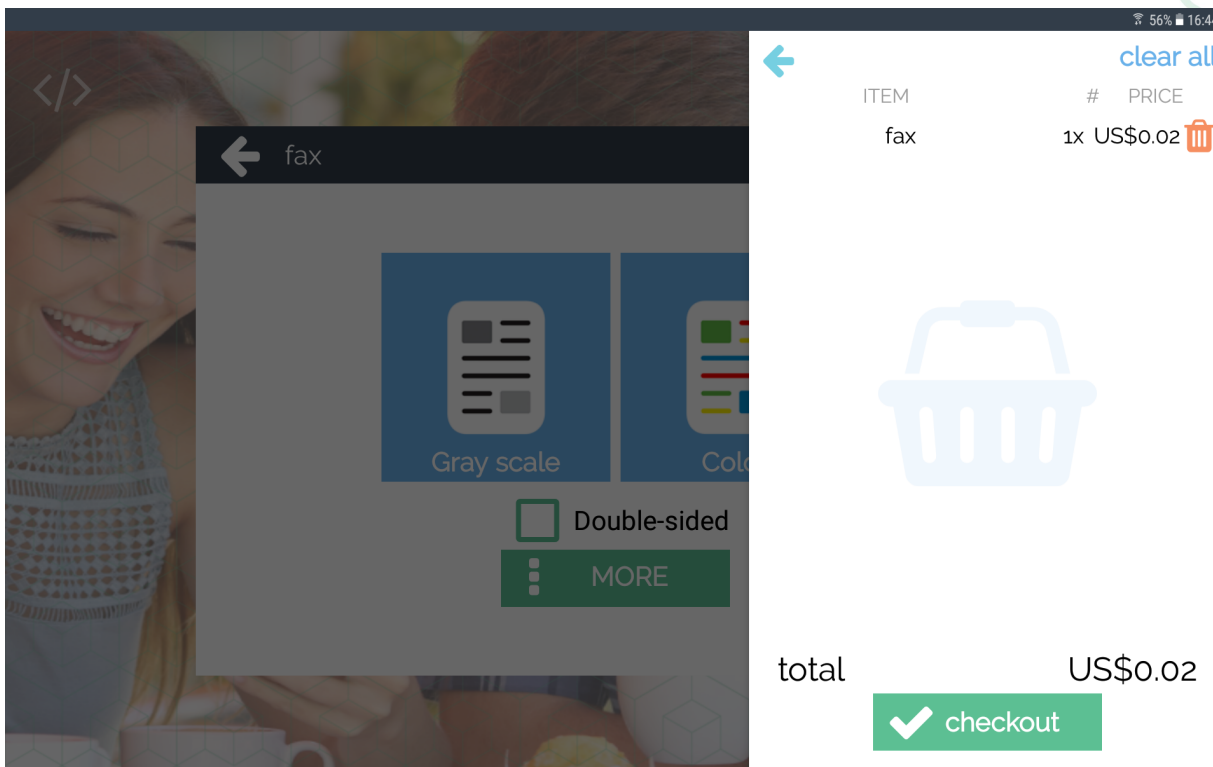 56% 16:44
clear all
ITEM # PRICE
fax 1x US$0.02
</>
fax
Gray scale
Double-sided
MORE
total US$0.02
checkout